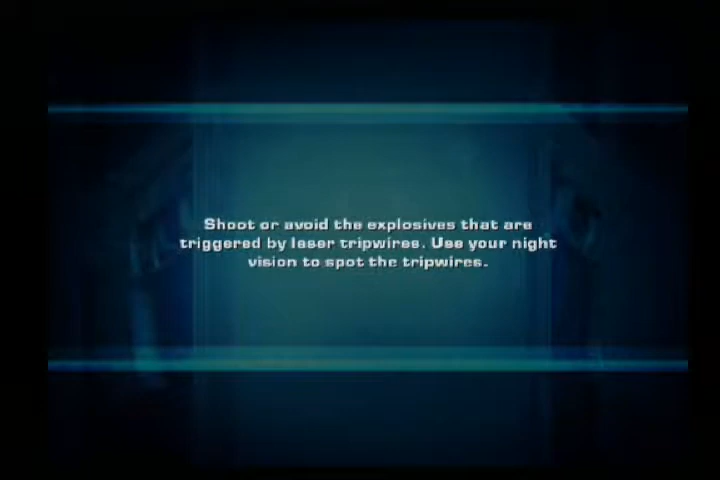 Shoot or avoid the explosives that are
triggered by laser tripwires. Use your night
vision to spot the tripwires.